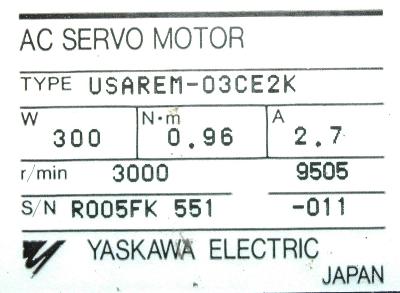 AC SERVO MOTOR
TYPE USAREM-03CE2K
W 300 N·m 0.96 A 2.7
r/min 3000 9505
S/N R005FK 551 -011
YASKAWA ELECTRIC
JAPAN